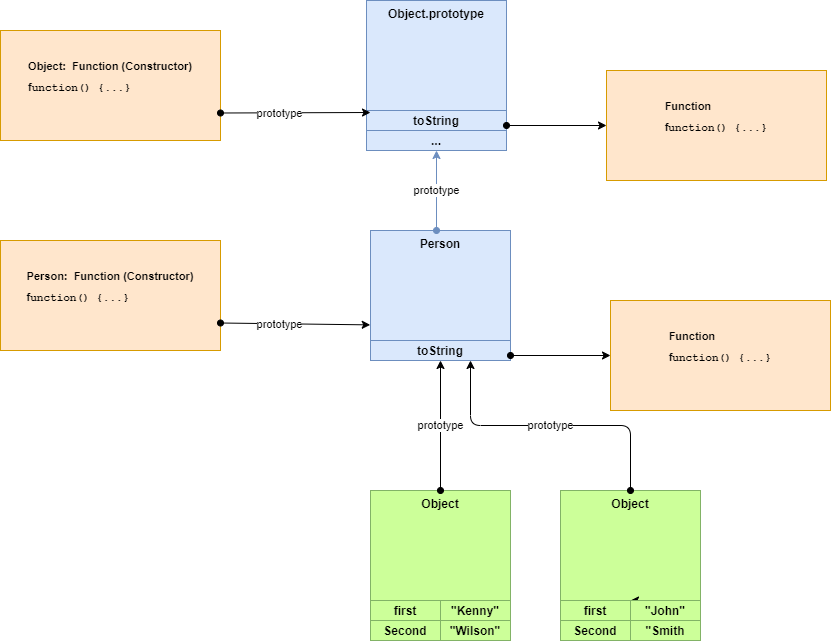 Object.prototype
Object: Function (Constructor)
function() {...}
prototype
toString
...
Function
function() {...}
prototype
Person
Person: Function (Constructor)
function() {...}
prototype
toString
Function
function() {...}
prototype
prototype
Object
first "Kenny"
Second "Wilson"
Object
first "John"
Second "Smith